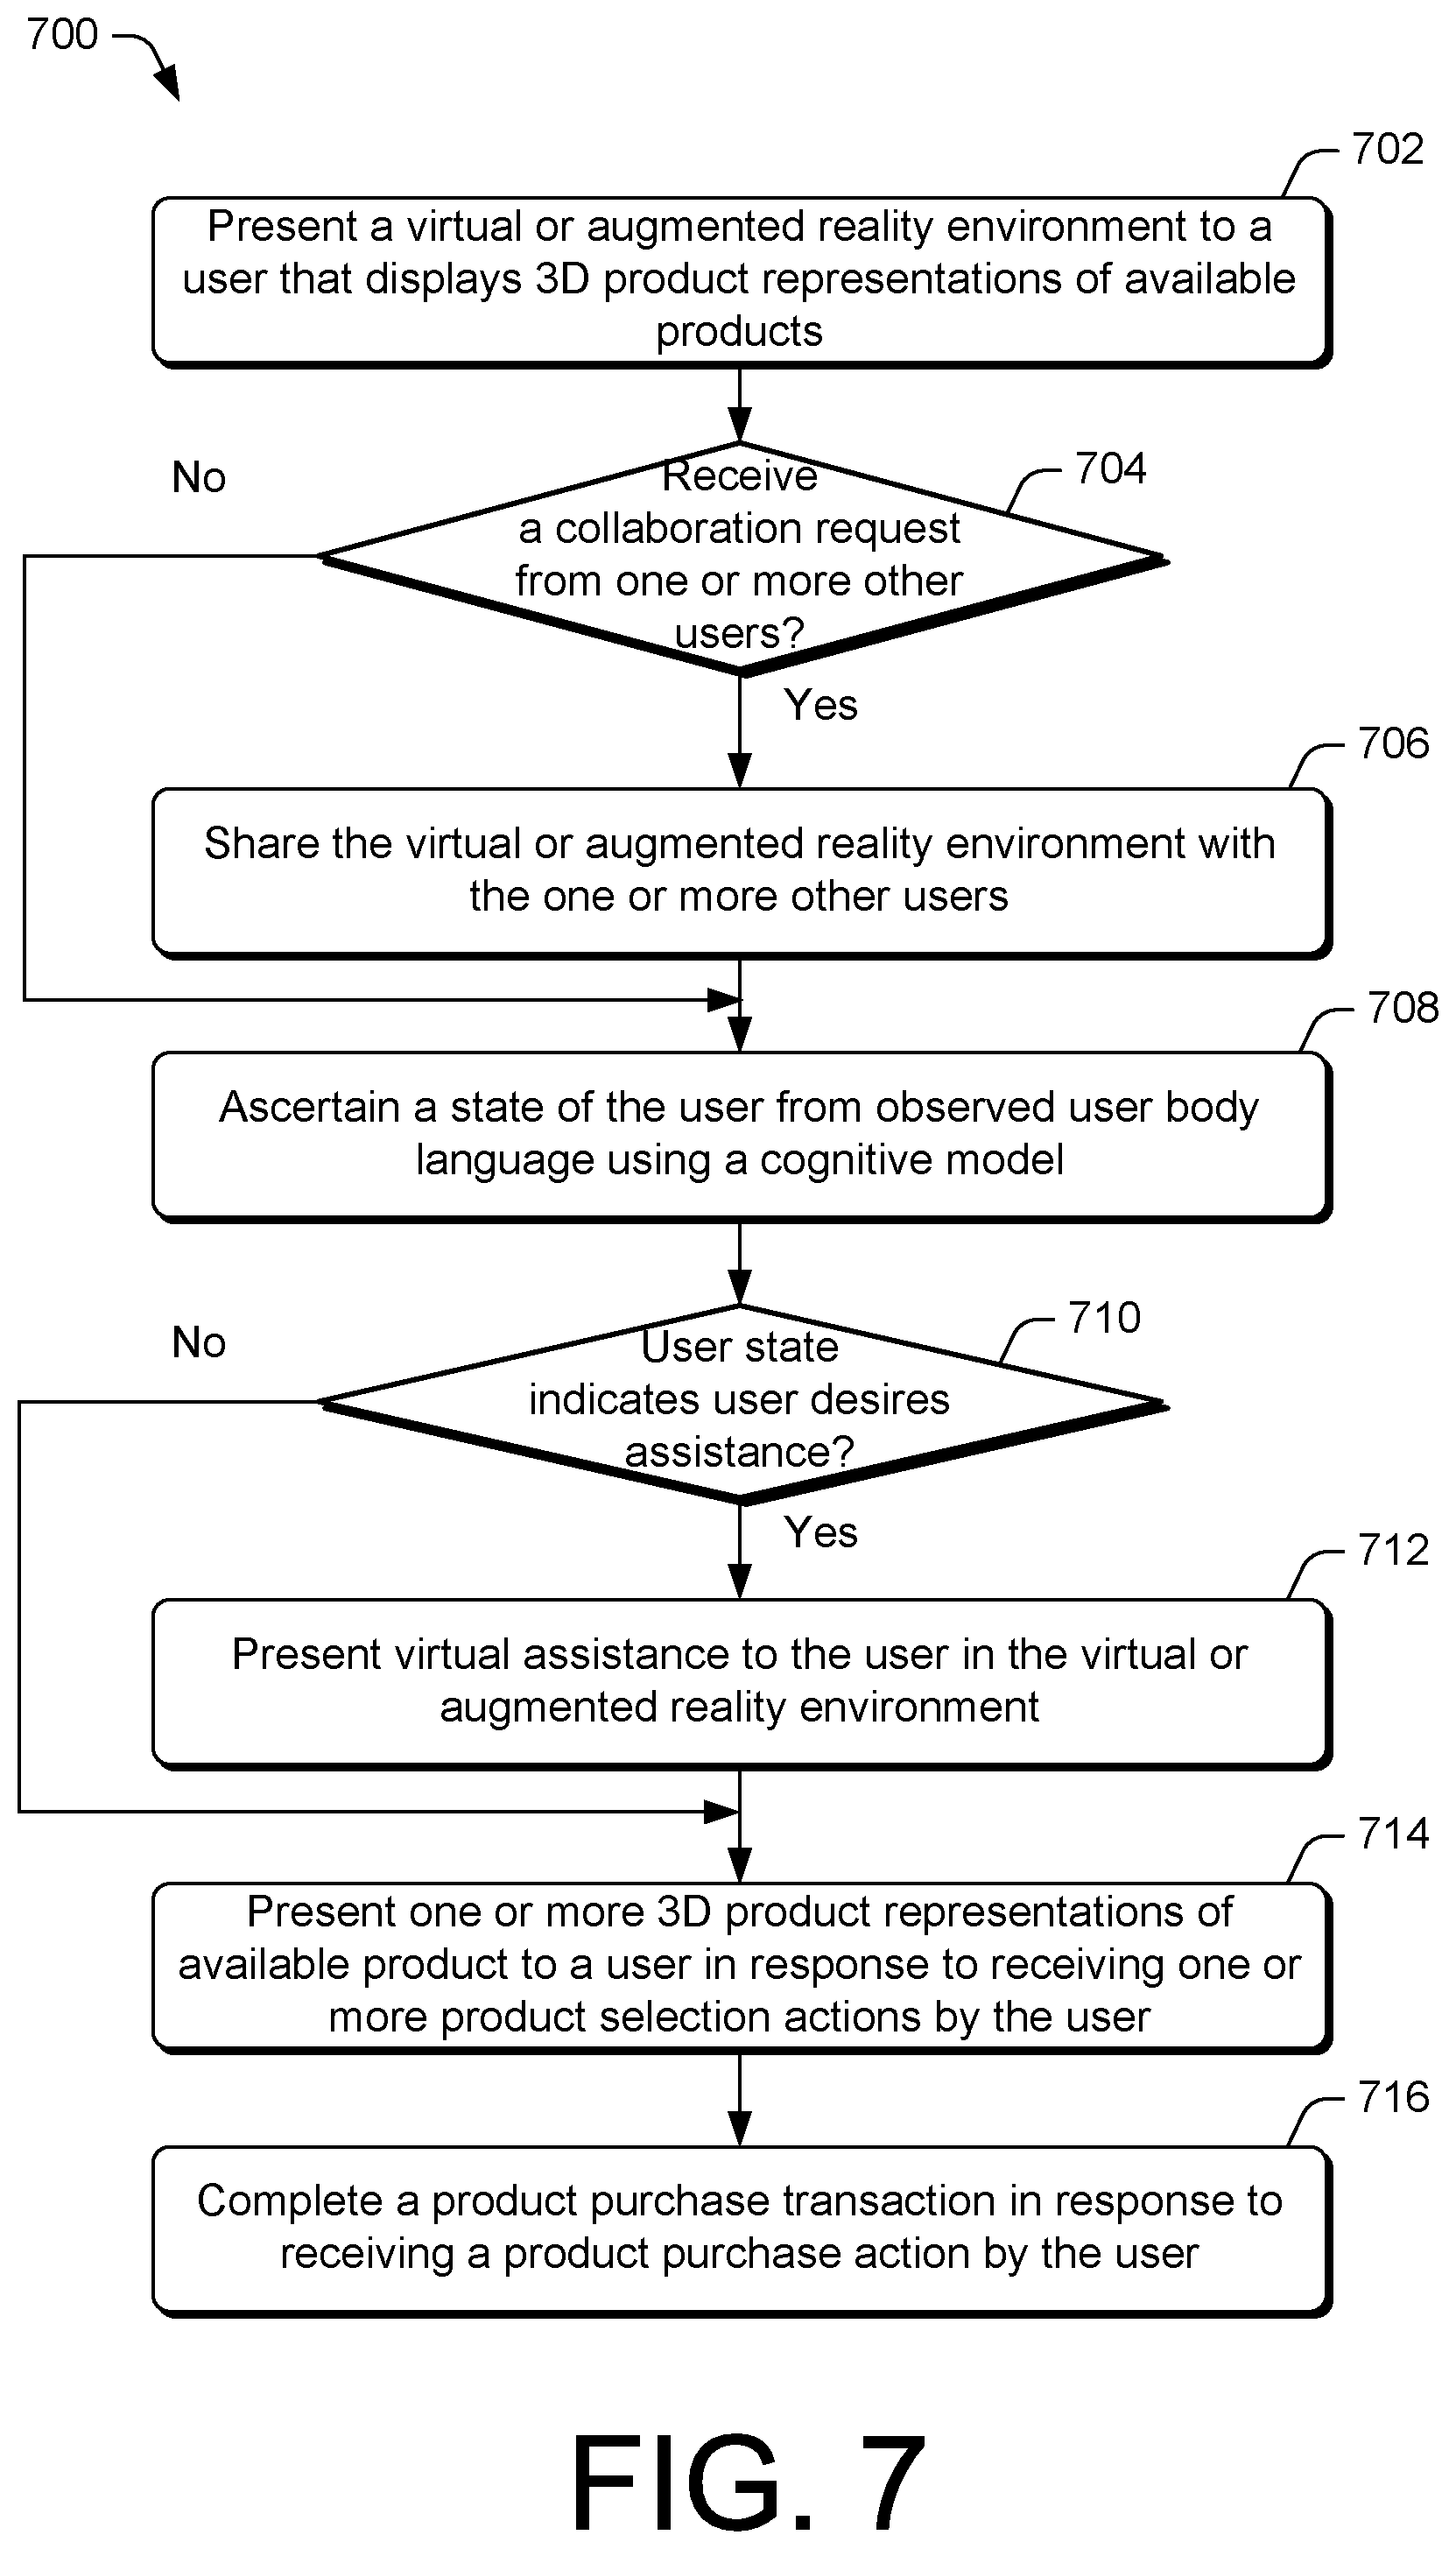 700
702
Present a virtual or augmented reality environment to a
user that displays 3D product representations of available
products
No
704
Receive
a collaboration request
from one or more other
users?
Yes
706
Share the virtual or augmented reality environment with
the one or more other users
708
Ascertain a state of the user from observed user body
language using a cognitive model
No
710
User state
indicates user desires
assistance?
Yes
712
Present virtual assistance to the user in the virtual or
augmented reality environment
714
Present one or more 3D product representations of
available product to a user in response to receiving one or
more product selection actions by the user
716
Complete a product purchase transaction in response to
receiving a product purchase action by the user
FIG. 7